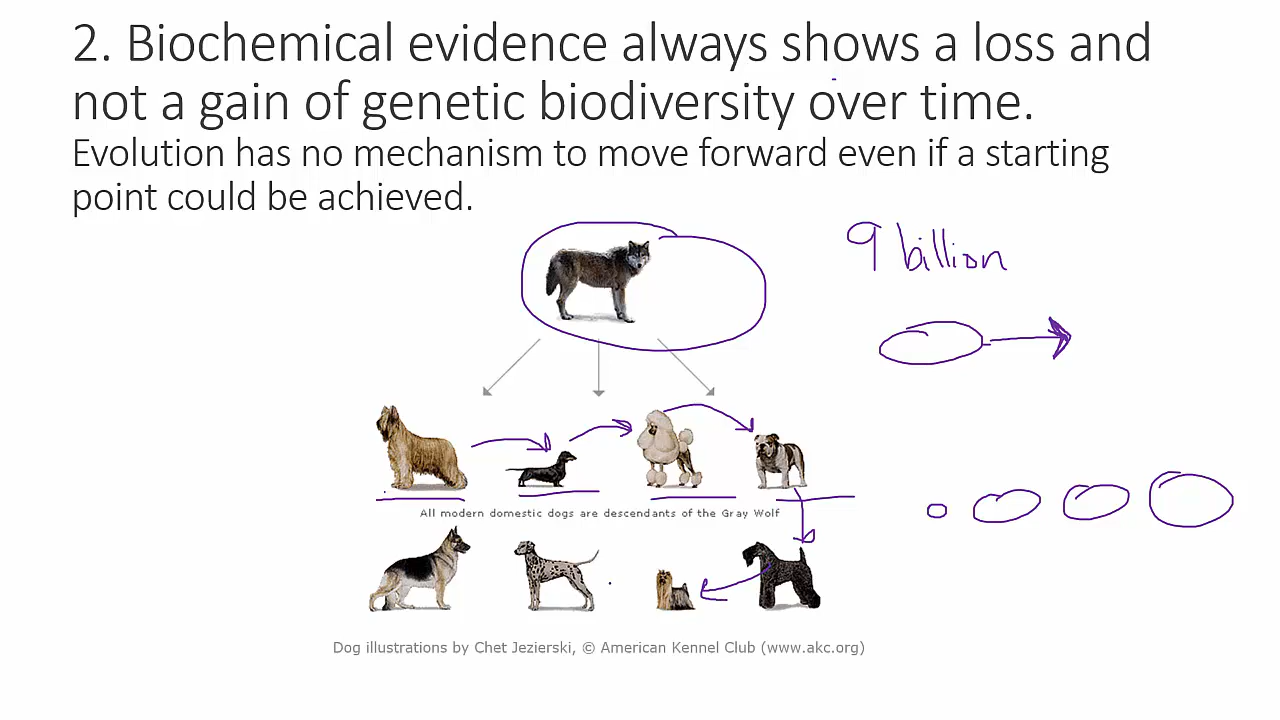 2. Biochemical evidence always shows a loss and
not a gain of genetic biodiversity over time.
Evolution has no mechanism to move forward even if a starting
point could be achieved.
9 billion
All modern domestic dogs are descendants of the Gray Wolf
Dog illustrations by Chet Jezierski, © American Kennel Club (www.akc.org)